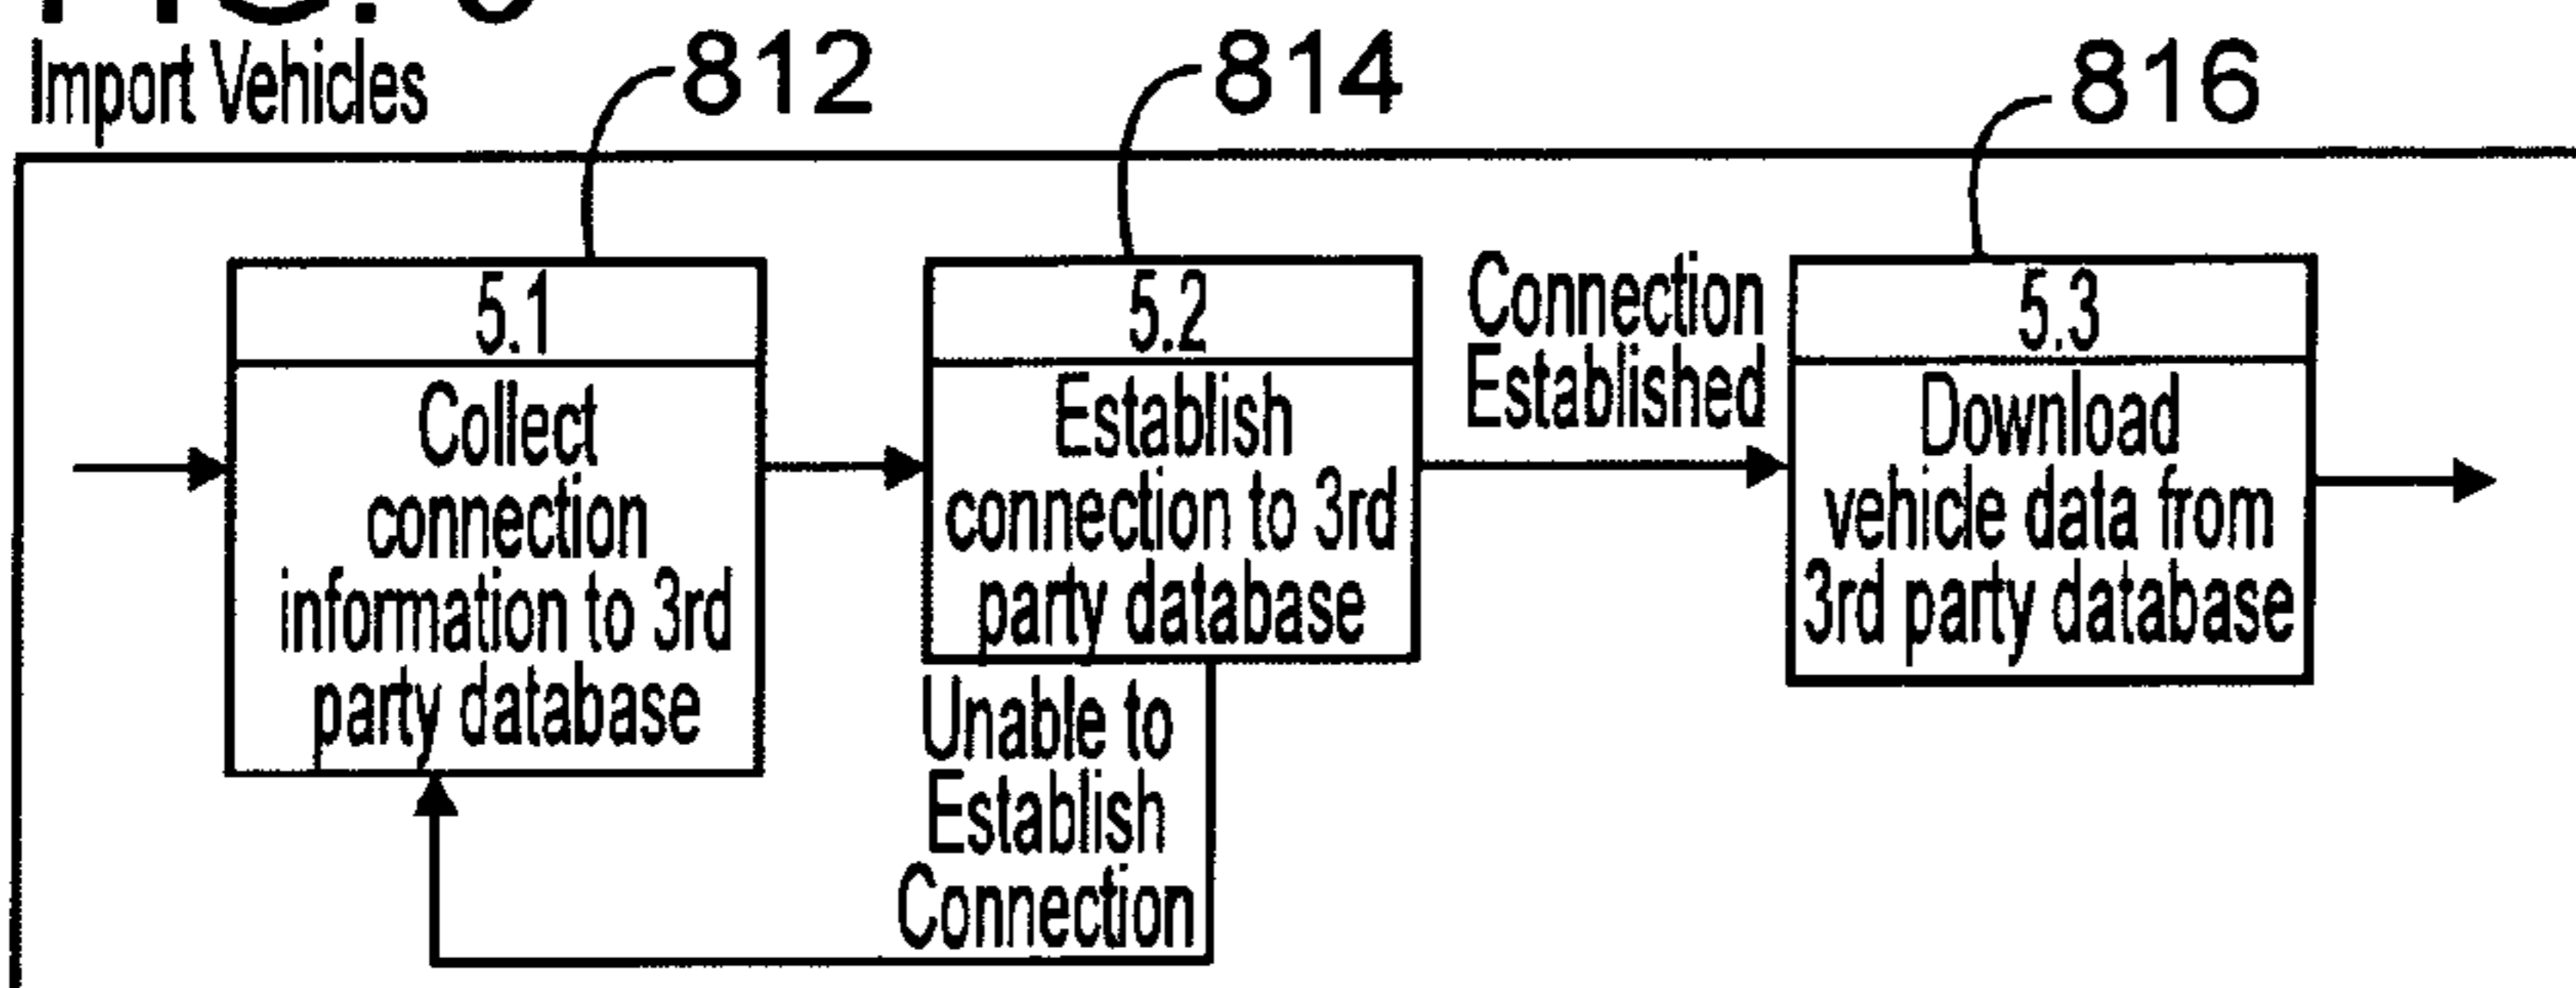 Import Vehicles
812
814
816
5.1
Collect
connection
information to 3rd
party database
5.2
Establish
connection to 3rd
party database
Connection
Established
5.3
Download
vehicle data from
3rd party database
Unable to
Establish
Connection